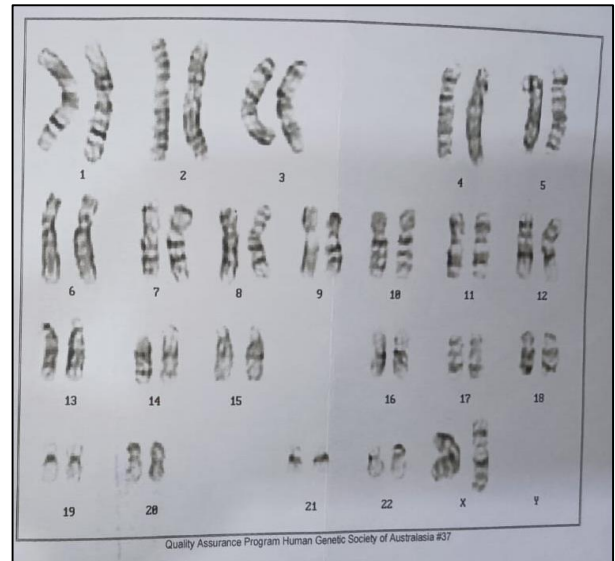 1 2 3 4 5
6 7 8 9 10 11 12
13 14 15 16 17 18
19 20 21 22 X Y
Quality Assurance Program Human Genetic Society of Australasia #37